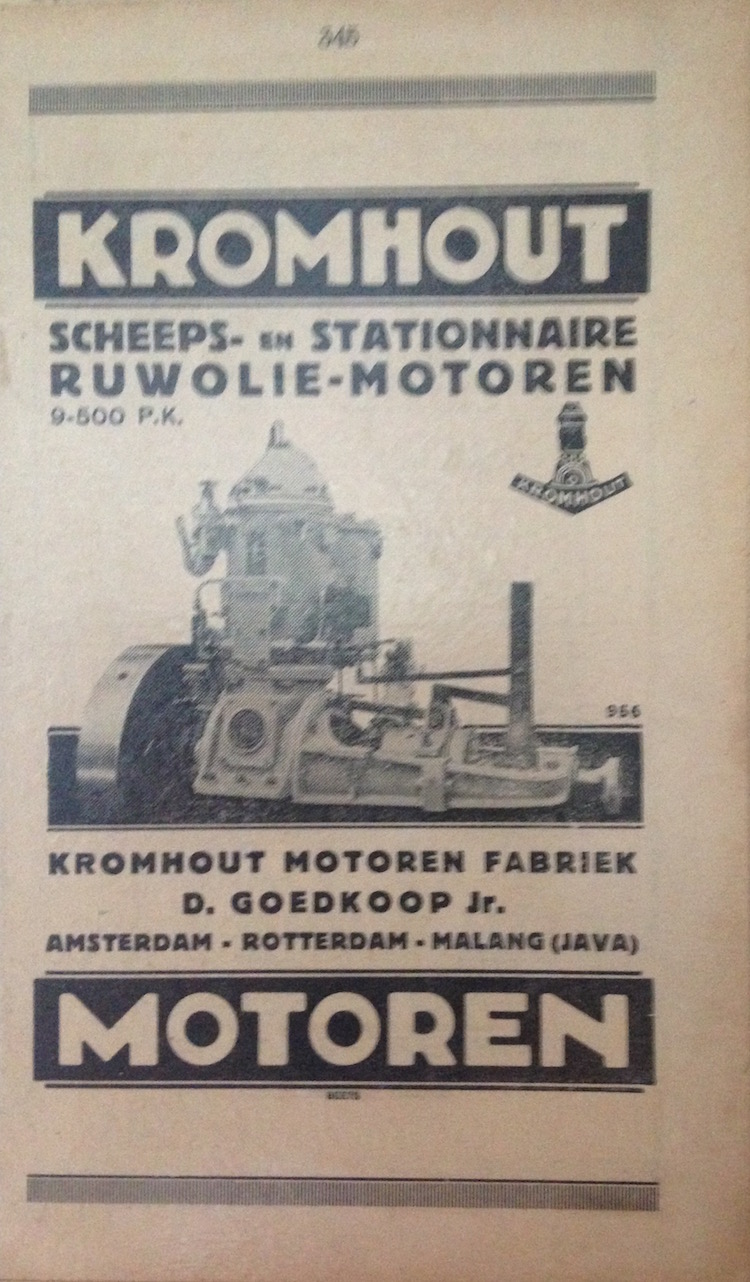 345
KROMHOUT
SCHEEPS- EN STATIONNAIRE
RUWOLIE-MOTOREN
9-500 P.K.
KROMHOUT
956
KROMHOUT MOTOREN FABRIEK
D. GOEDKOOP Jr.
AMSTERDAM - ROTTERDAM - MALANG (JAVA)
MOTOREN